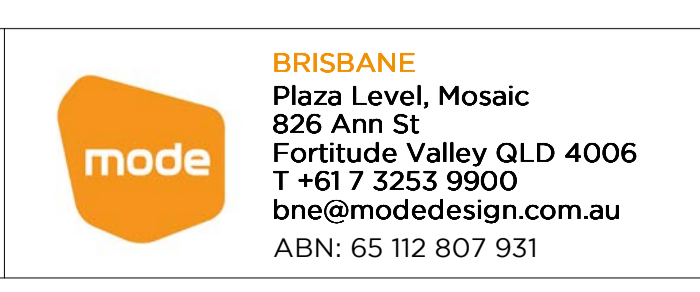 mode
BRISBANE
Plaza Level, Mosaic
826 Ann St
Fortitude Valley QLD 4006
T +61 7 3253 9900
bne@modedesign.com.au
ABN: 65 112 807 931